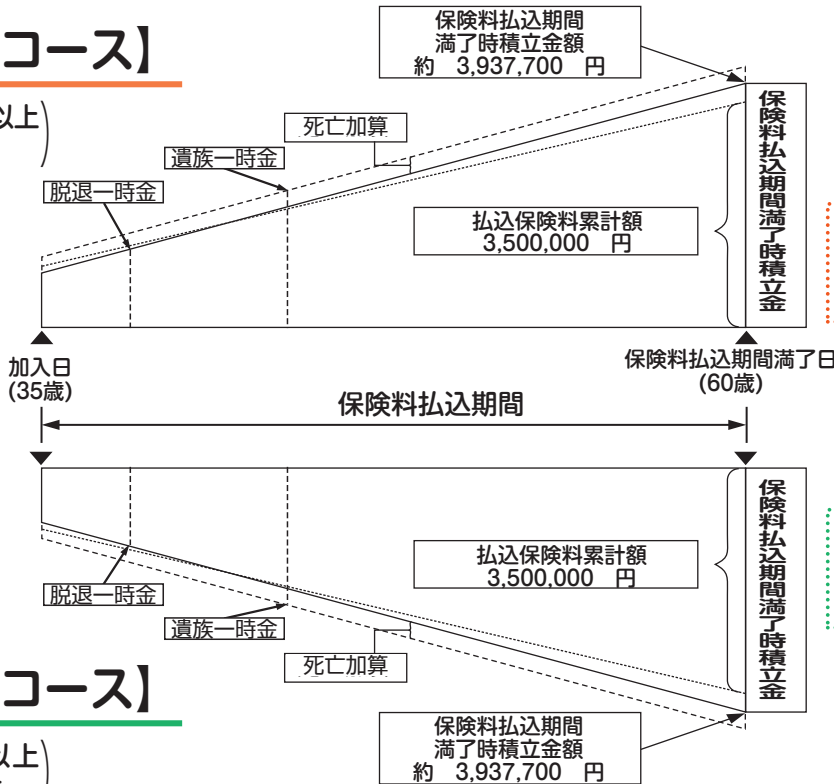 コース】
以上
保険料払込期間
満了時積立金額
約 3,937,700 円
死亡加算
遺族一時金
脱退一時金
払込保険料累計額
3,500,000 円
保険料払込期間満了時積立金
加入日
(35歳)
保険料払込期間満了日
(60歳)
保険料払込期間
払込保険料累計額
3,500,000 円
保険料払込期間満了時積立金
脱退一時金
遺族一時金
死亡加算
コース】
以上
保険料払込期間
満了時積立金額
約 3,937,700 円